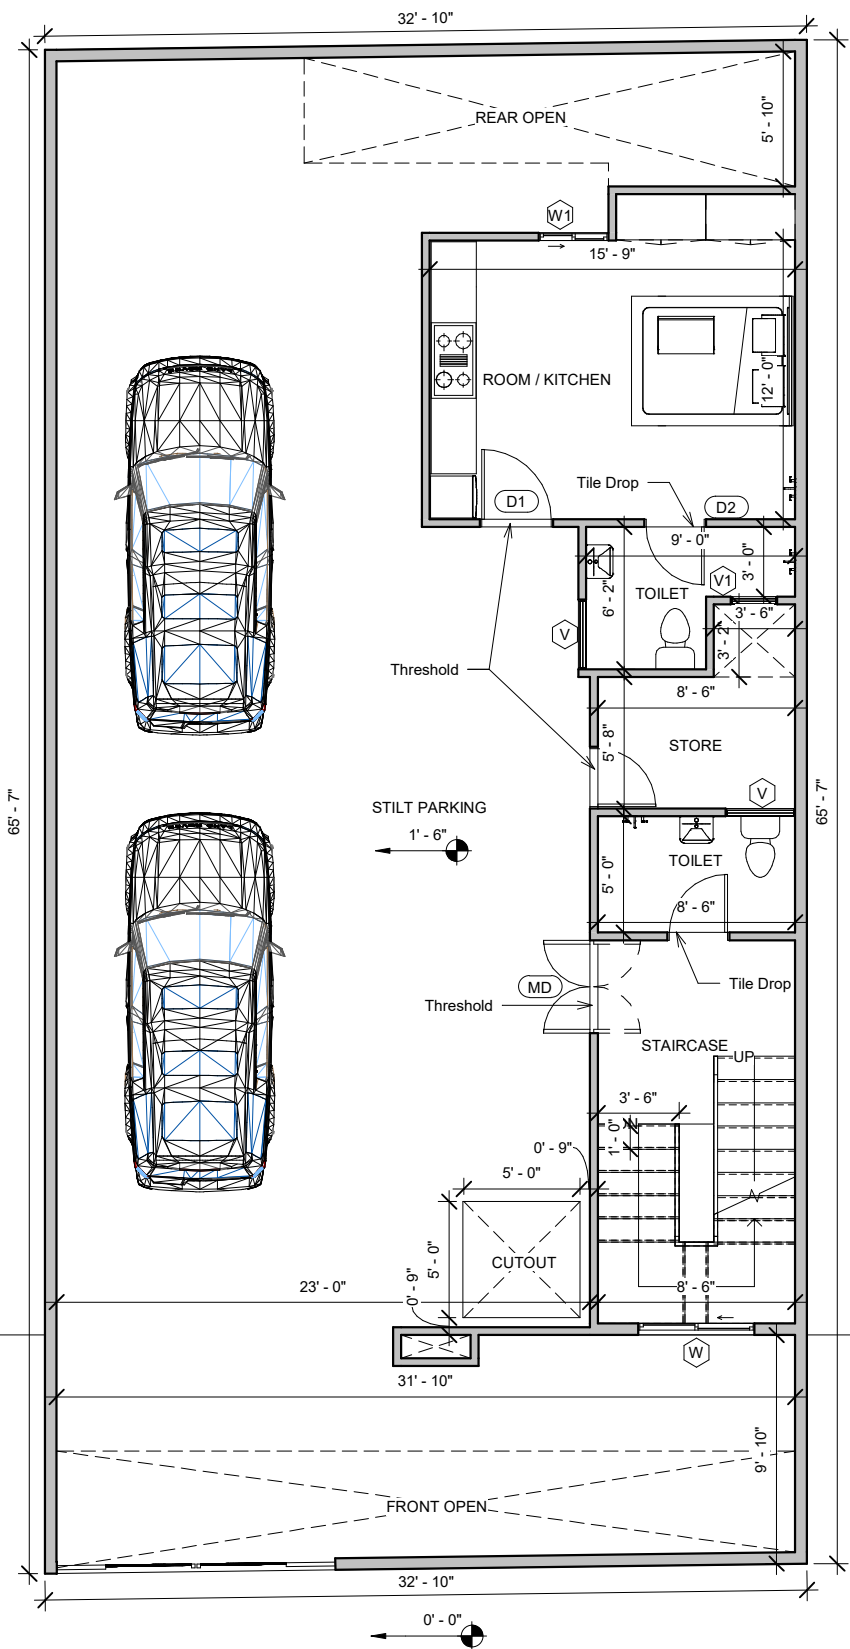 32' - 10"
REAR OPEN
5' - 10"
W1
15' - 9"
ROOM / KITCHEN
12' - 0"
Tile Drop
D1
D2
9' - 0"
3' - 0"
TOILET
V1
6' - 2"
3' - 6"
V
3' - 2"
Threshold
8' - 6"
5' - 8"
STORE
65' - 7"
65' - 7"
V
STILT PARKING
1' - 6"
TOILET
5' - 0"
8' - 6"
MD
Tile Drop
Threshold
STAIRCASE
UP
3' - 6"
1' - 0"
0' - 9"
5' - 0"
5' - 0"
CUTOUT
23' - 0"
0' - 9"
8' - 6"
W
31' - 10"
9' - 10"
FRONT OPEN
32' - 10"
0' - 0"